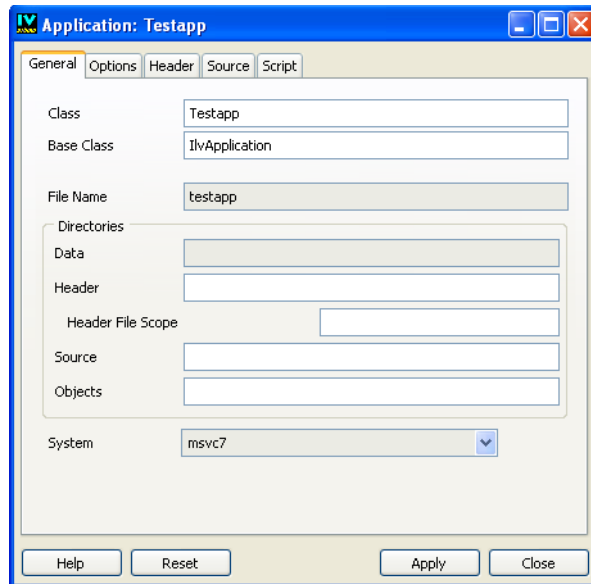 IV Application: Testapp
General Options Header Source Script
Class Testapp
Base Class IlvApplication
File Name testapp
Directories
Data
Header
Header File Scope
Source
Objects
System msvc7
Help Reset Apply Close